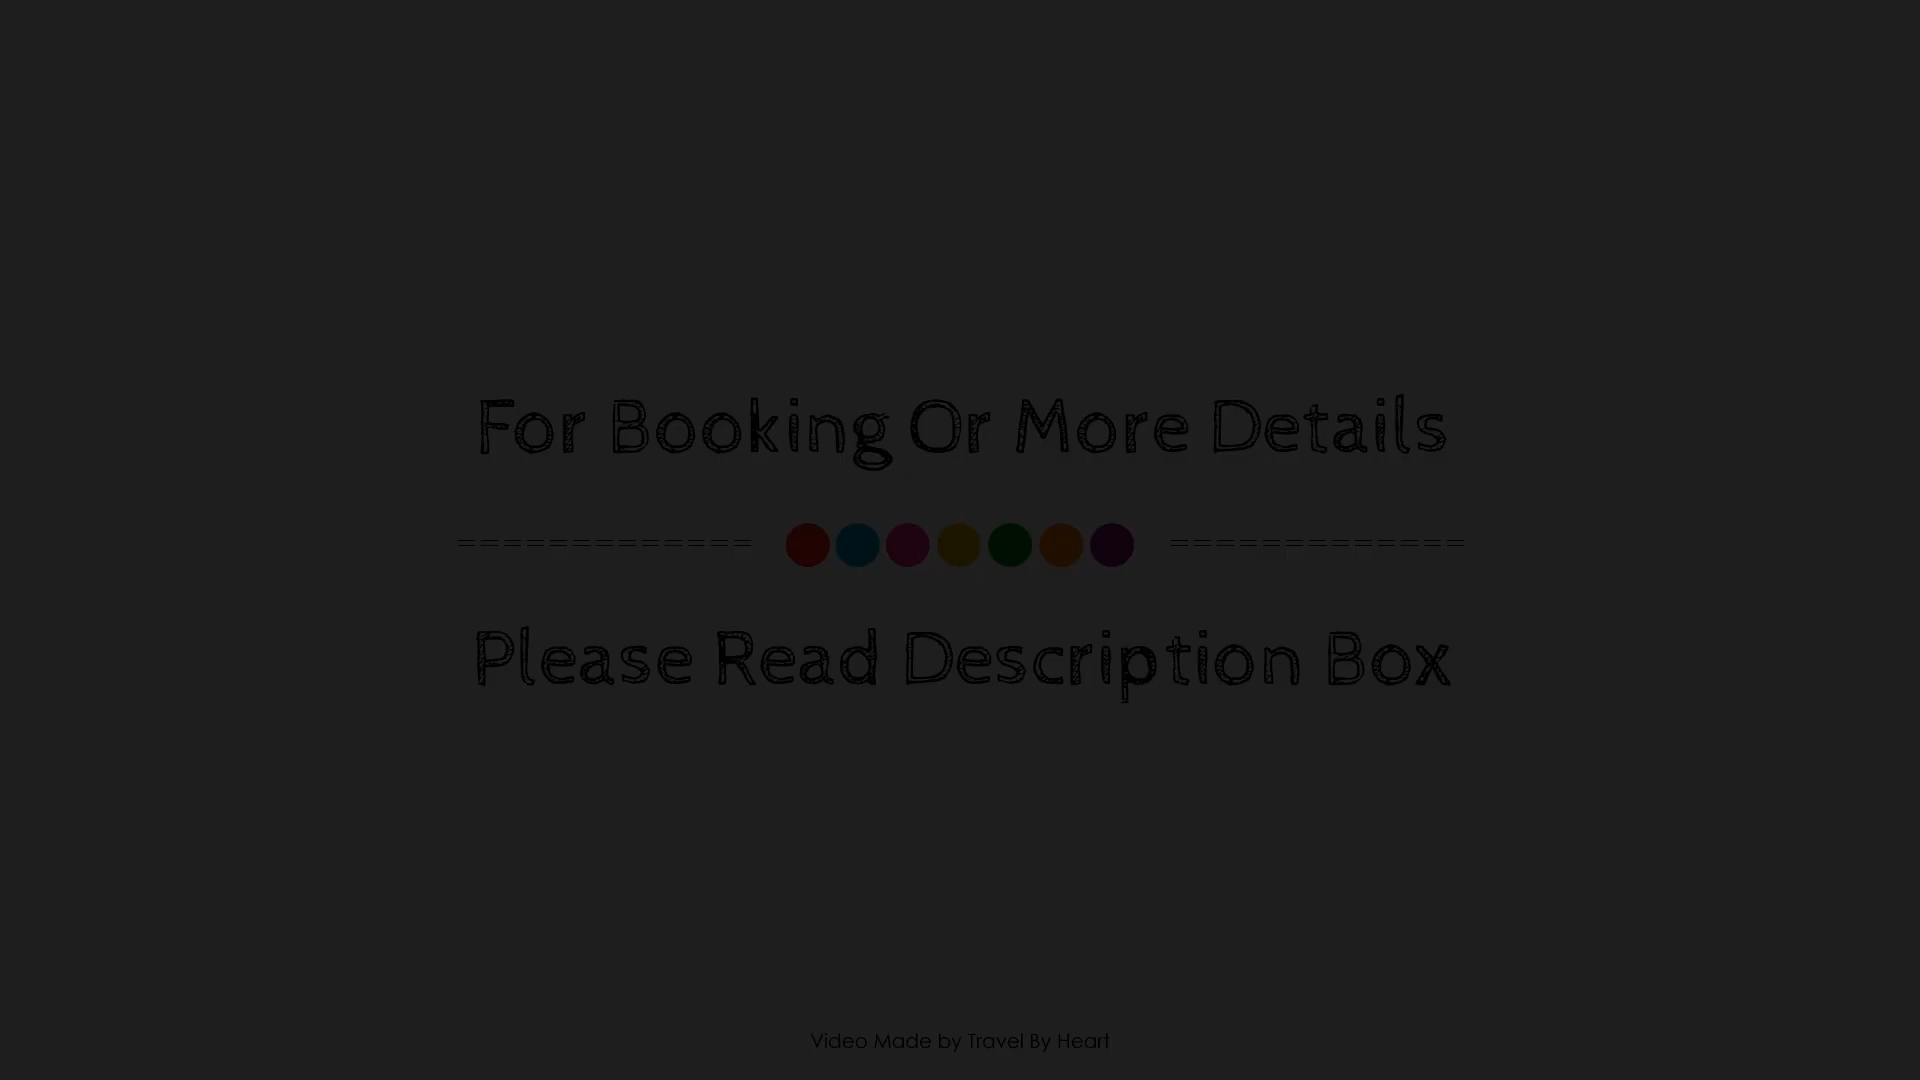 For Booking Or More Details
============= =============
Please Read Description Box
Video Made by Travel By Heart